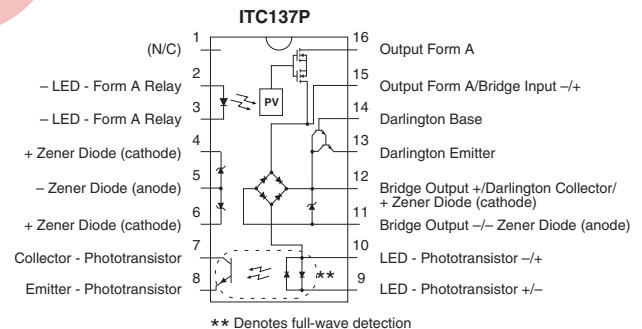 ITC137P
1 16
(N/C) Output Form A
2 15
– LED - Form A Relay Output Form A/Bridge Input –/+
PV
3 14
– LED - Form A Relay Darlington Base
4 13
+ Zener Diode (cathode) Darlington Emitter
5 12
– Zener Diode (anode) Bridge Output +/Darlington Collector/
+ Zener Diode (cathode)
6 11
+ Zener Diode (cathode) Bridge Output –/– Zener Diode (anode)
7 10
Collector - Phototransistor LED - Phototransistor –/+
**
8 9
Emitter - Phototransistor LED - Phototransistor +/–
** Denotes full-wave detection